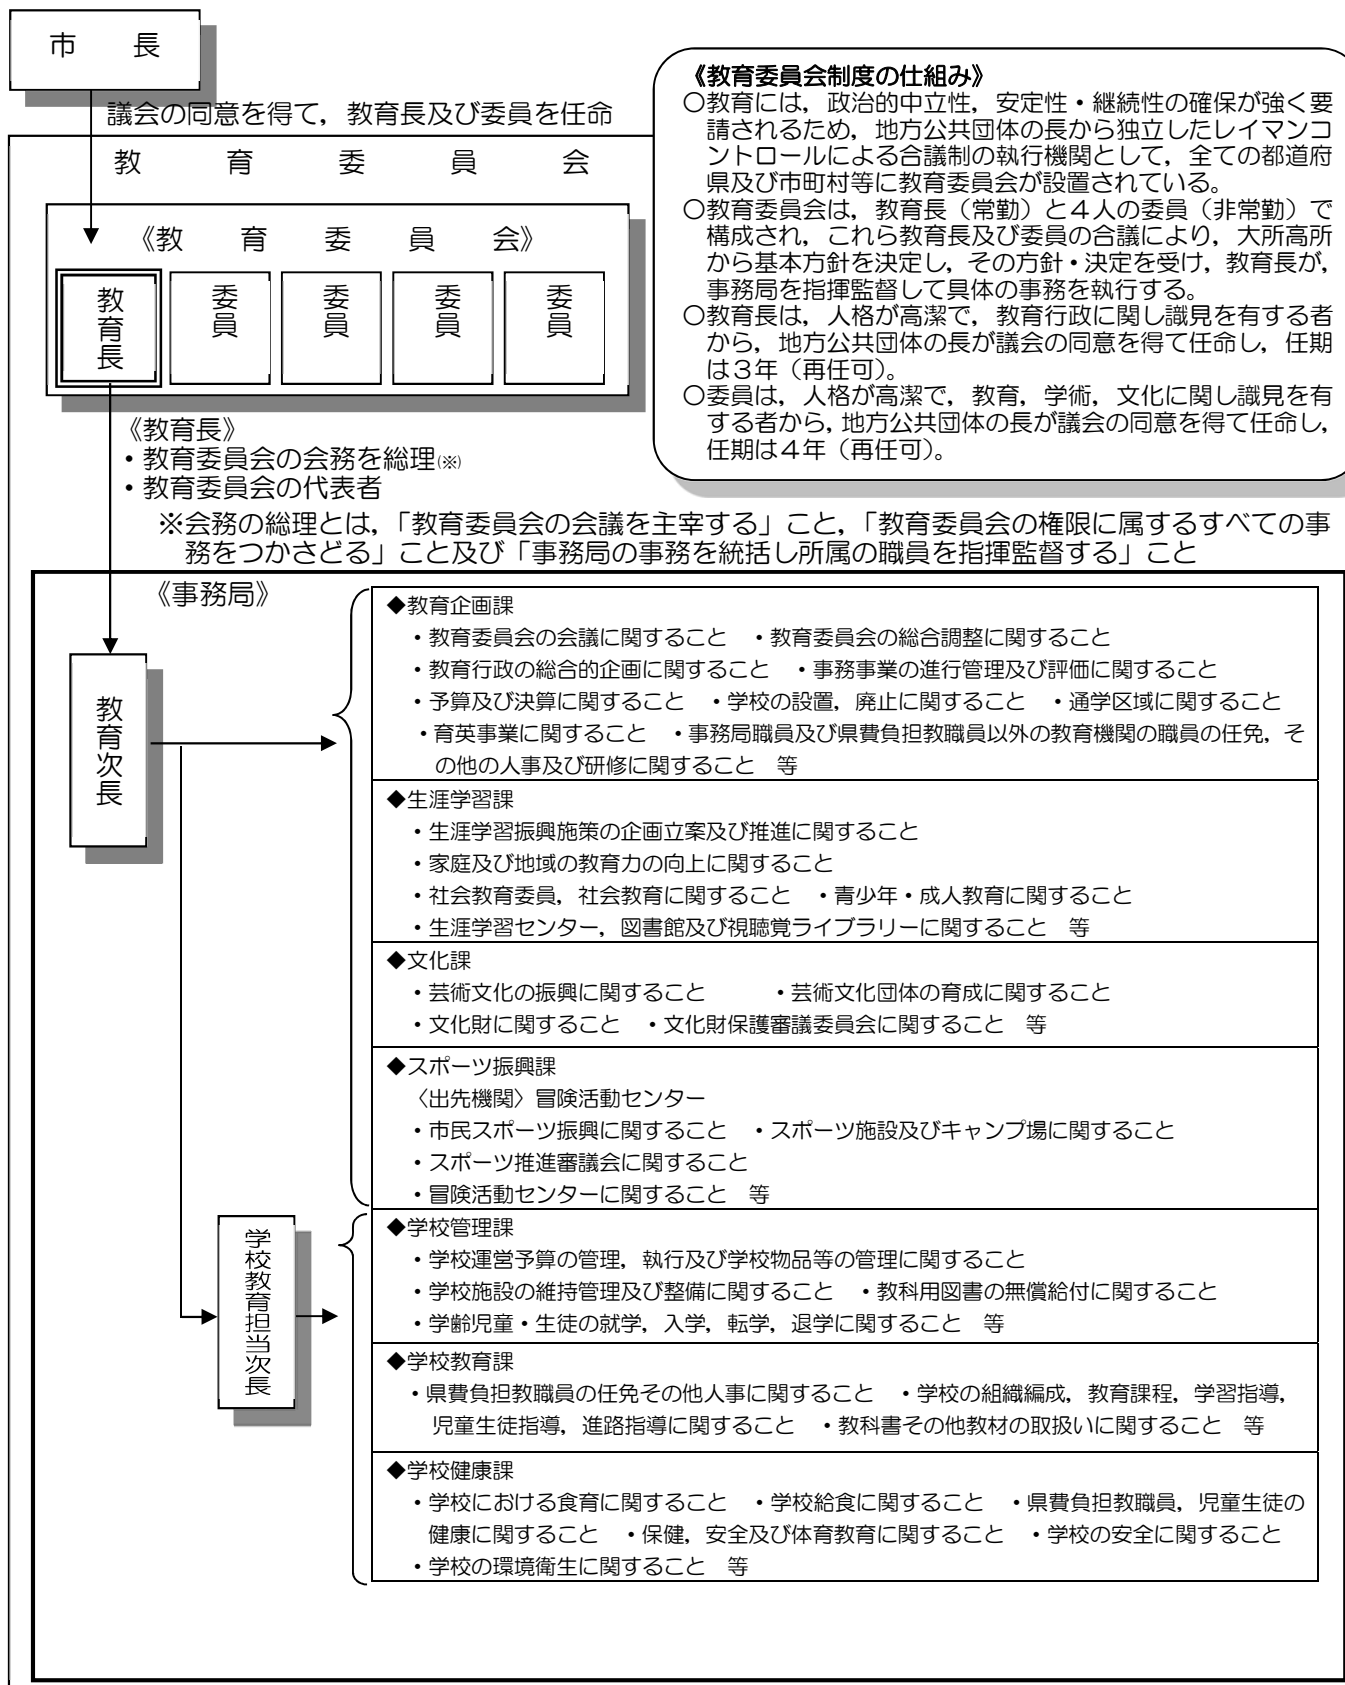 市　長
議会の同意を得て，教育長及び委員を任命
教　育　委　員　会
《教　育　委　員　会》
教育長
委員
委員
委員
委員
《教育長》
・教育委員会の会務を総理(※)
・教育委員会の代表者
《教育委員会制度の仕組み》
○教育には，政治的中立性，安定性・継続性の確保が強く要
請されるため，地方公共団体の長から独立したレイマンコ
ントロールによる合議制の執行機関として，全ての都道府
県及び市町村等に教育委員会が設置されている。
○教育委員会は，教育長（常勤）と４人の委員（非常勤）で
構成され，これら教育長及び委員の合議により，大所高所
から基本方針を決定し，その方針・決定を受け，教育長が，
事務局を指揮監督して具体の事務を執行する。
○教育長は，人格が高潔で，教育行政に関し識見を有する者
から，地方公共団体の長が議会の同意を得て任命し，任期
は３年（再任可）。
○委員は，人格が高潔で，教育，学術，文化に関し識見を有
する者から，地方公共団体の長が議会の同意を得て任命し，
任期は４年（再任可）。
※会務の総理とは，「教育委員会の会議を主宰する」こと，「教育委員会の権限に属するすべての事
務をつかさどる」こと及び「事務局の事務を統括し所属の職員を指揮監督する」こと
《事務局》
教育次長
◆教育企画課
・教育委員会の会議に関すること　・教育委員会の総合調整に関すること
・教育行政の総合的企画に関すること　・事務事業の進行管理及び評価に関すること
・予算及び決算に関すること　・学校の設置，廃止に関すること　・通学区域に関すること
・育英事業に関すること　・事務局職員及び県費負担教職員以外の教育機関の職員の任免，そ
の他の人事及び研修に関すること　等
◆生涯学習課
・生涯学習振興施策の企画立案及び推進に関すること
・家庭及び地域の教育力の向上に関すること
・社会教育委員，社会教育に関すること　・青少年・成人教育に関すること
・生涯学習センター，図書館及び視聴覚ライブラリーに関すること　等
◆文化課
・芸術文化の振興に関すること　　・芸術文化団体の育成に関すること
・文化財に関すること　・文化財保護審議委員会に関すること　等
◆スポーツ振興課
〈出先機関〉冒険活動センター
・市民スポーツ振興に関すること　・スポーツ施設及びキャンプ場に関すること
・スポーツ推進審議会に関すること
・冒険活動センターに関すること　等
学校教育担当次長
◆学校管理課
・学校運営予算の管理，執行及び学校物品等の管理に関すること
・学校施設の維持管理及び整備に関すること　・教科用図書の無償給付に関すること
・学齢児童・生徒の就学，入学，転学，退学に関すること　等
◆学校教育課
・県費負担教職員の任免その他人事に関すること　・学校の組織編成，教育課程，学習指導，
児童生徒指導，進路指導に関すること　・教科書その他教材の取扱いに関すること　等
◆学校健康課
・学校における食育に関すること　・学校給食に関すること　・県費負担教職員，児童生徒の
健康に関すること　・保健，安全及び体育教育に関すること　・学校の安全に関すること
・学校の環境衛生に関すること　等